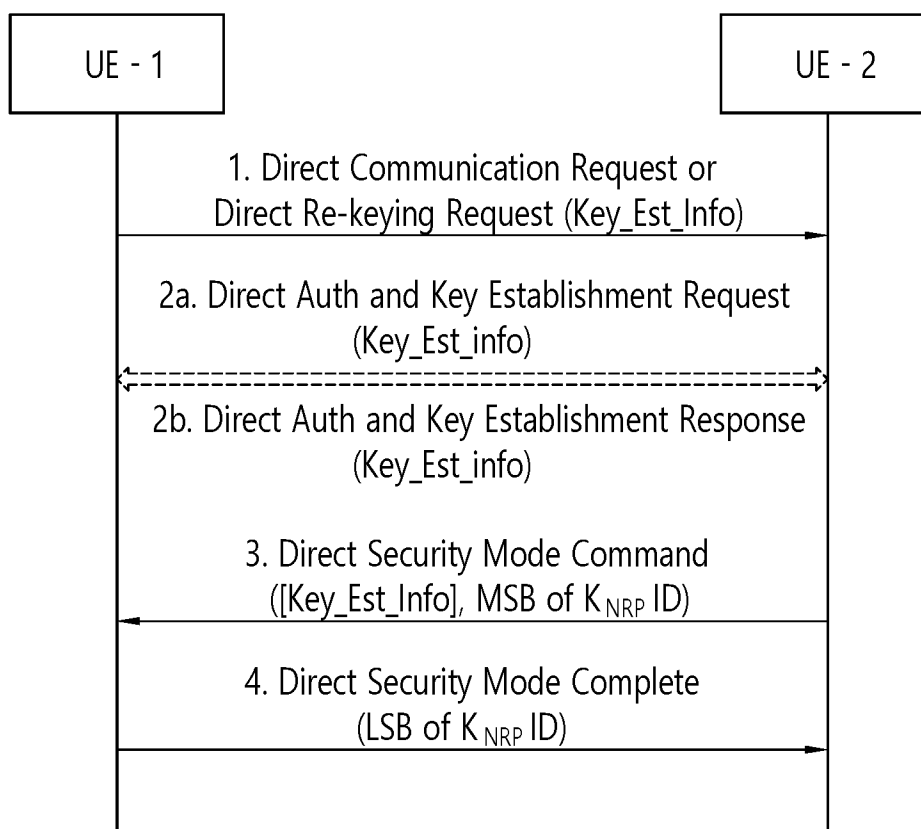 UE - 1
UE - 2
1. Direct Communication Request or
Direct Re-keying Request (Key_Est_Info)
2a. Direct Auth and Key Establishment Request
(Key_Est_info)
2b. Direct Auth and Key Establishment Response
(Key_Est_info)
3. Direct Security Mode Command
([Key_Est_Info], MSB of K NRP ID)
4. Direct Security Mode Complete
(LSB of K NRP ID)